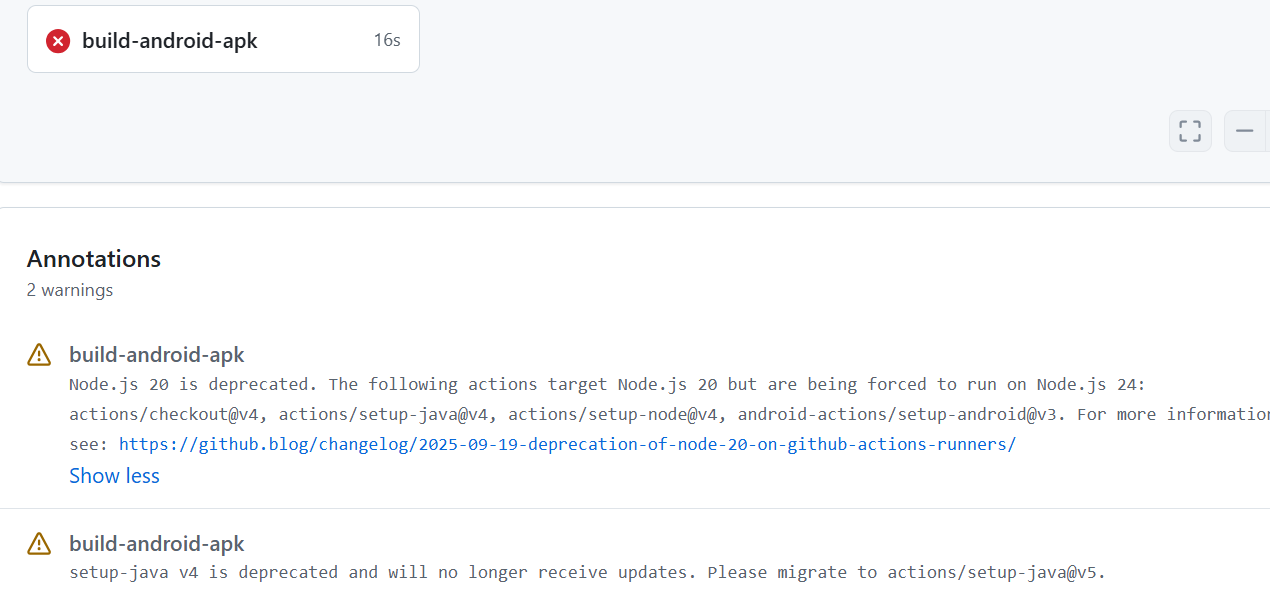 build-android-apk 16s
Annotations
2 warnings
build-android-apk
Node.js 20 is deprecated. The following actions target Node.js 20 but are being forced to run on Node.js 24:
actions/checkout@v4, actions/setup-java@v4, actions/setup-node@v4, android-actions/setup-android@v3. For more information
see: https://github.blog/changelog/2025-09-19-deprecation-of-node-20-on-github-actions-runners/
Show less
build-android-apk
setup-java v4 is deprecated and will no longer receive updates. Please migrate to actions/setup-java@v5.